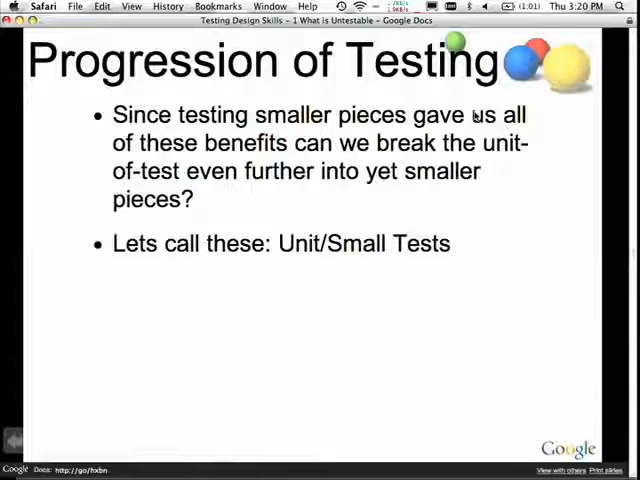 Safari File Edit View History Bookmarks Window Help (1:01) Thu 3:20 PM
Testing Design Skills - 1 What is Untestable - Google Docs
Progression of Testing
• Since testing smaller pieces gave us all
of these benefits can we break the unit-
of-test even further into yet smaller
pieces?
• Lets call these: Unit/Small Tests
Google
Google Docs: http://go/hxbn View with others Print slides